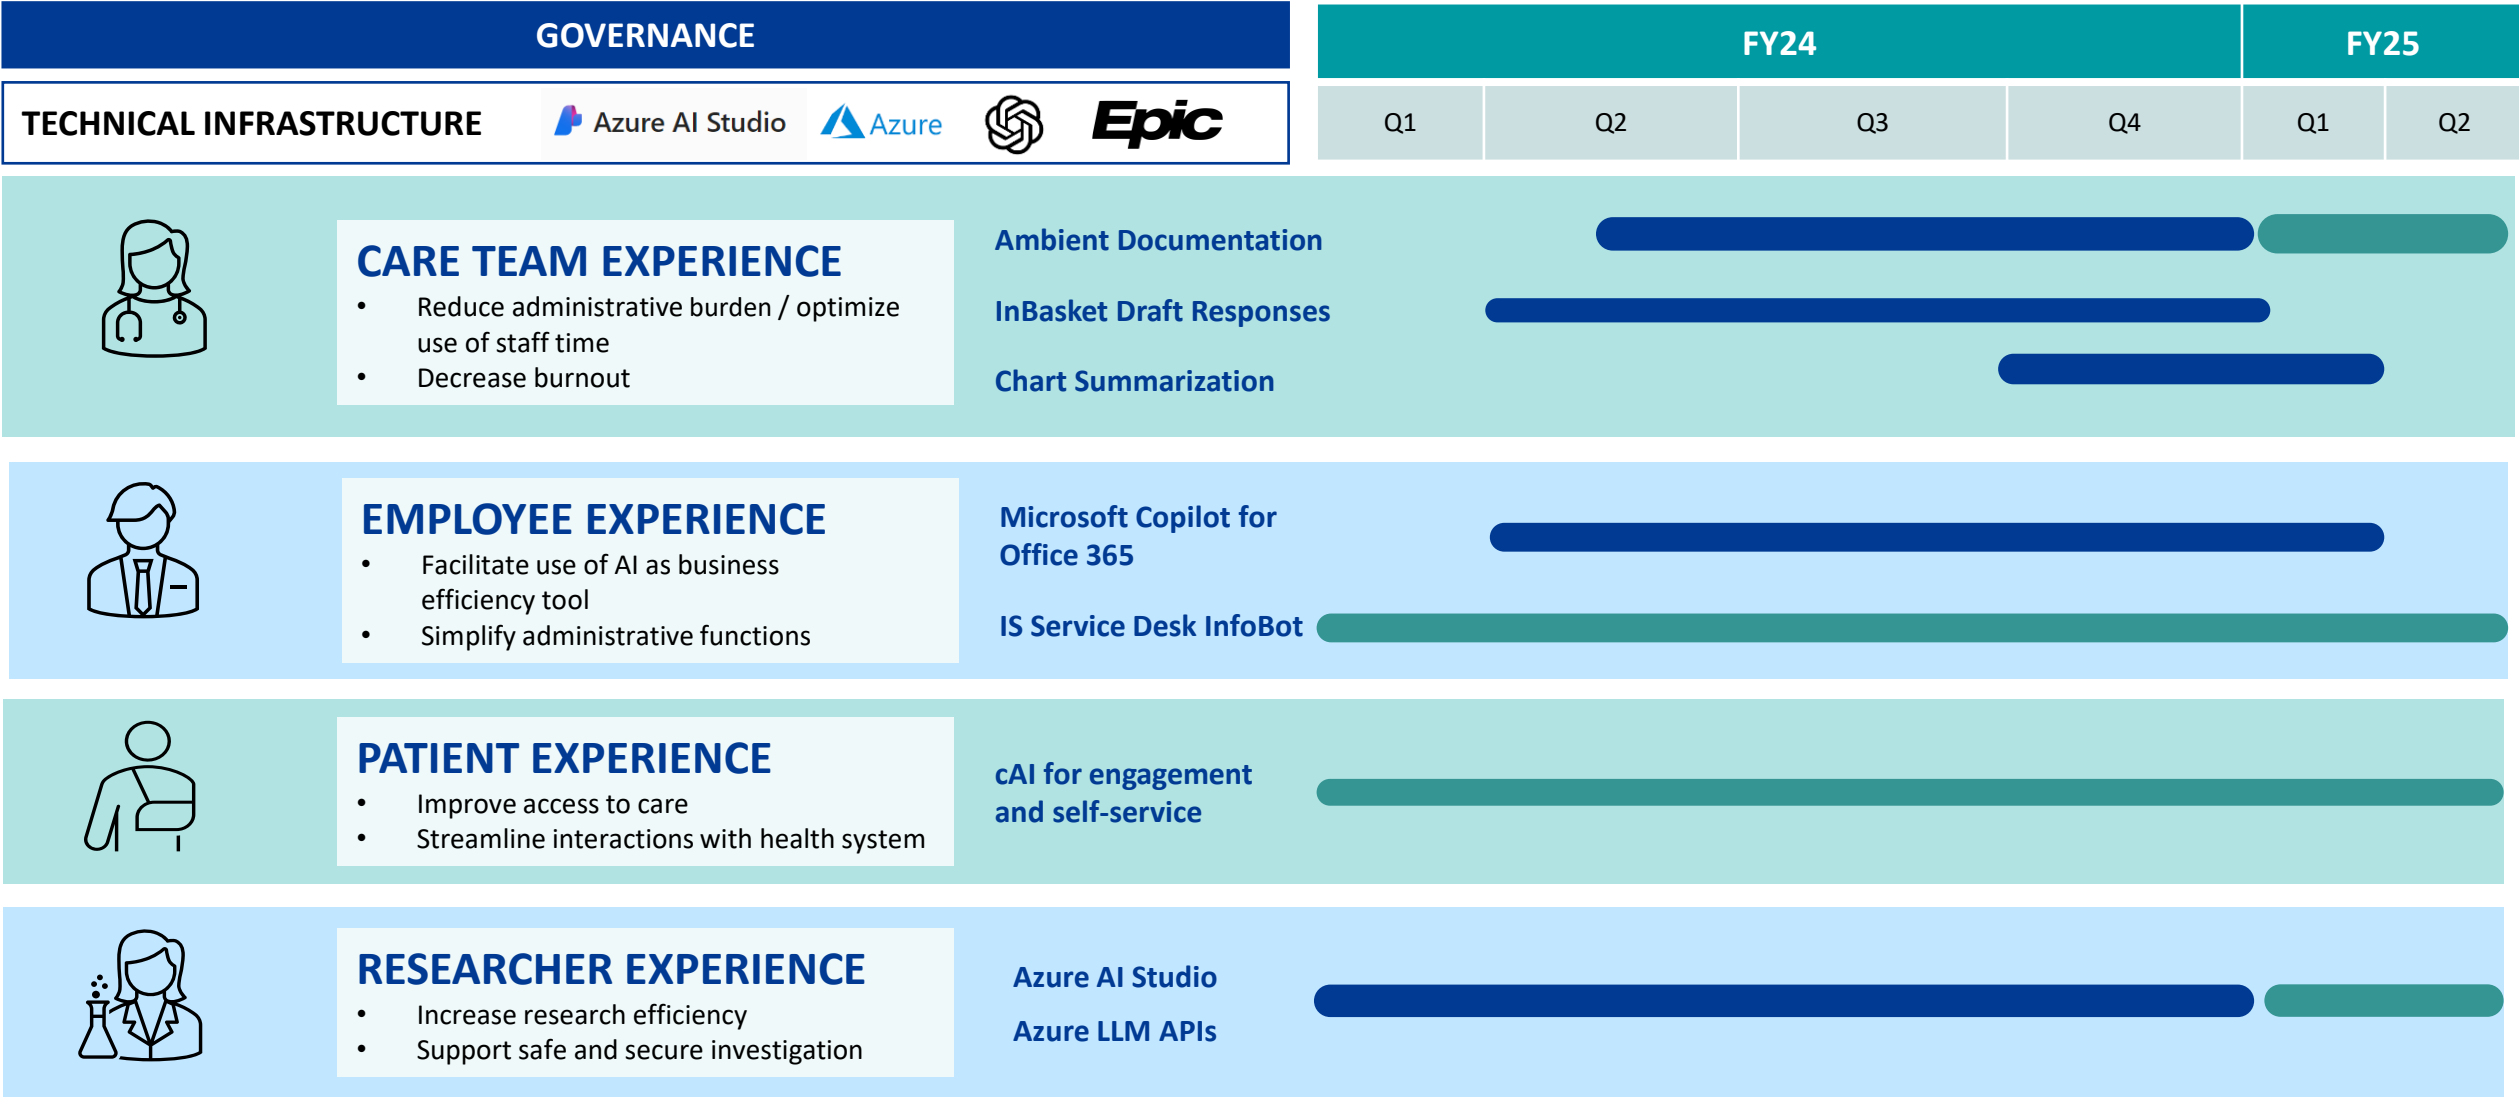 GOVERNANCE
FY24
FY25
TECHNICAL INFRASTRUCTURE
Azure AI Studio
Azure
Epic
Q1
Q2
Q3
Q4
Q1
Q2
CARE TEAM EXPERIENCE
• Reduce administrative burden / optimize
use of staff time
• Decrease burnout
Ambient Documentation
InBasket Draft Responses
Chart Summarization
EMPLOYEE EXPERIENCE
• Facilitate use of AI as business
efficiency tool
• Simplify administrative functions
Microsoft Copilot for
Office 365
IS Service Desk InfoBot
PATIENT EXPERIENCE
• Improve access to care
• Streamline interactions with health system
cAI for engagement
and self-service
RESEARCHER EXPERIENCE
• Increase research efficiency
• Support safe and secure investigation
Azure AI Studio
Azure LLM APIs